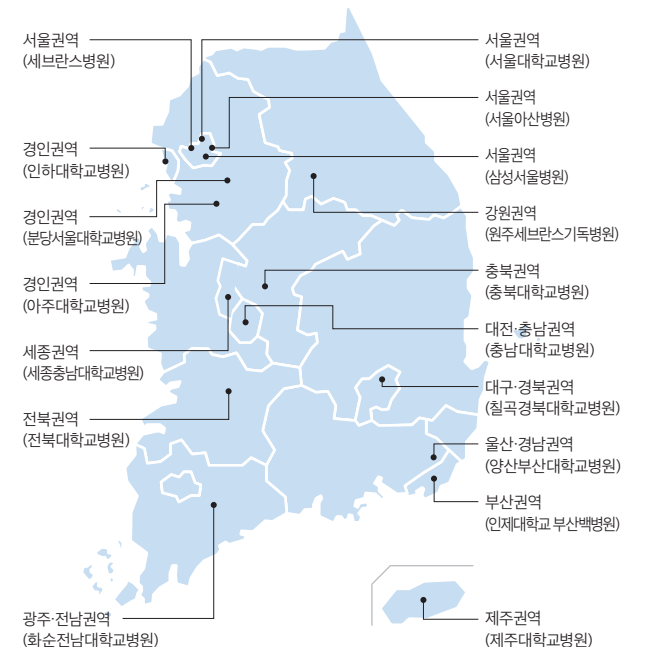 서울권역
(세브란스병원)
경인권역
(인하대학교병원)
경인권역
(분당서울대학교병원)
경인권역
(아주대학교병원)
세종권역
(세종충남대학교병원)
전북권역
(전북대학교병원)
광주·전남권역
(화순전남대학교병원)
서울권역
(서울대학교병원)
서울권역
(서울아산병원)
서울권역
(삼성서울병원)
강원권역
(원주세브란스기독병원)
충북권역
(충북대학교병원)
대전·충남권역
(충남대학교병원)
대구·경북권역
(칠곡경북대학교병원)
울산·경남권역
(양산부산대학교병원)
부산권역
(인제대학교 부산백병원)
제주권역
(제주대학교병원)